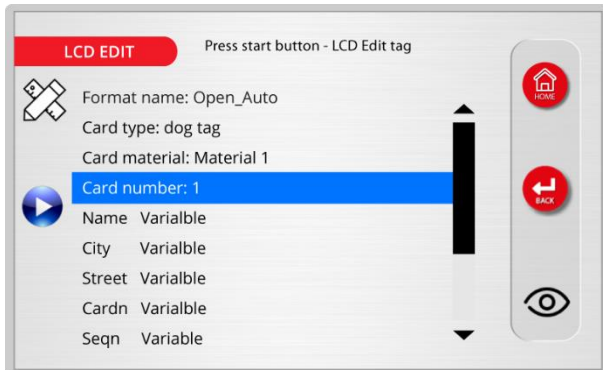 LCD EDIT
Press start button - LCD Edit tag
Format name: Open_Auto
Card type: dog tag
Card material: Material 1
Card number: 1
Name Varialble
City Varialble
Street Varialble
Cardn Varialble
Seqn Variable
HOME
BACK